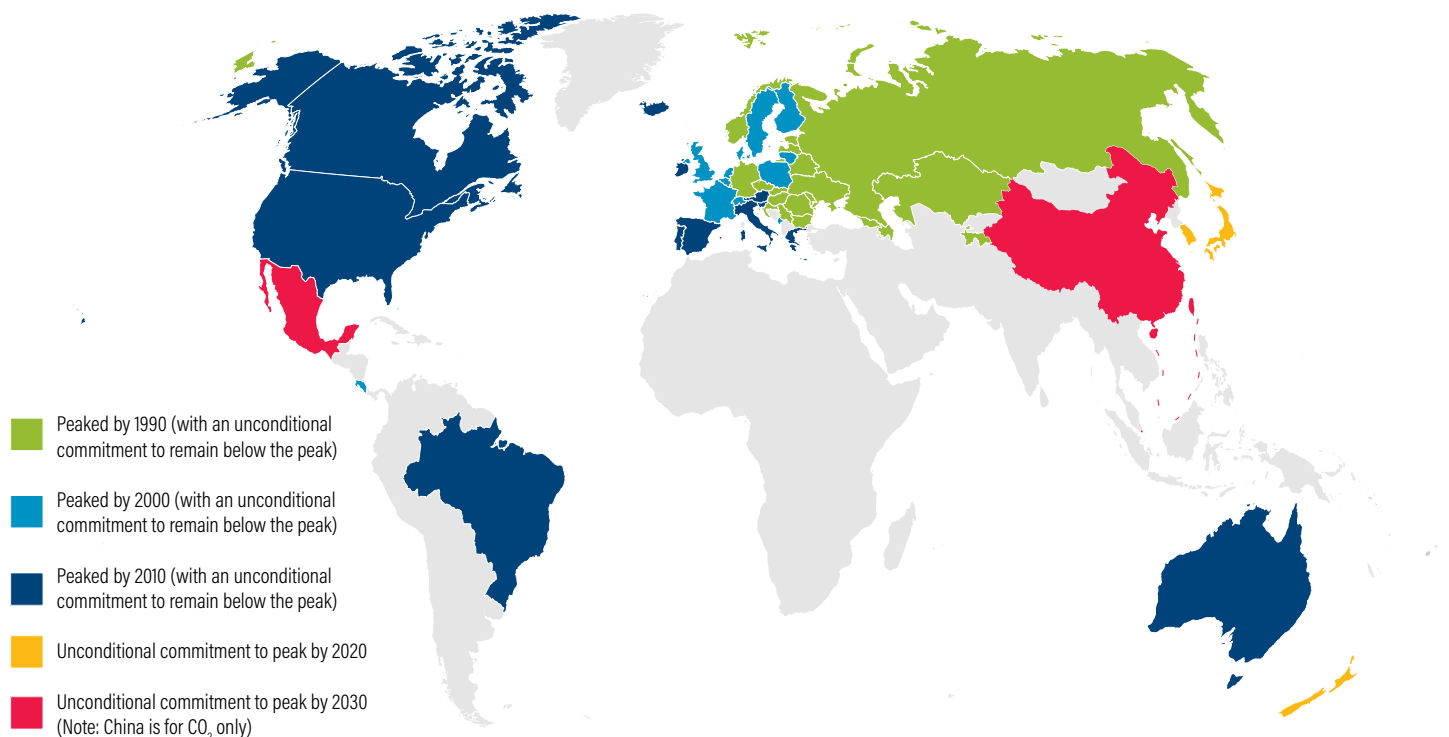 Peaked by 1990 (with an unconditional
commitment to remain below the peak)
Peaked by 2000 (with an unconditional
commitment to remain below the peak)
Peaked by 2010 (with an unconditional
commitment to remain below the peak)
Unconditional commitment to peak by 2020
Unconditional commitment to peak by 2030
(Note: China is for CO₂ only)